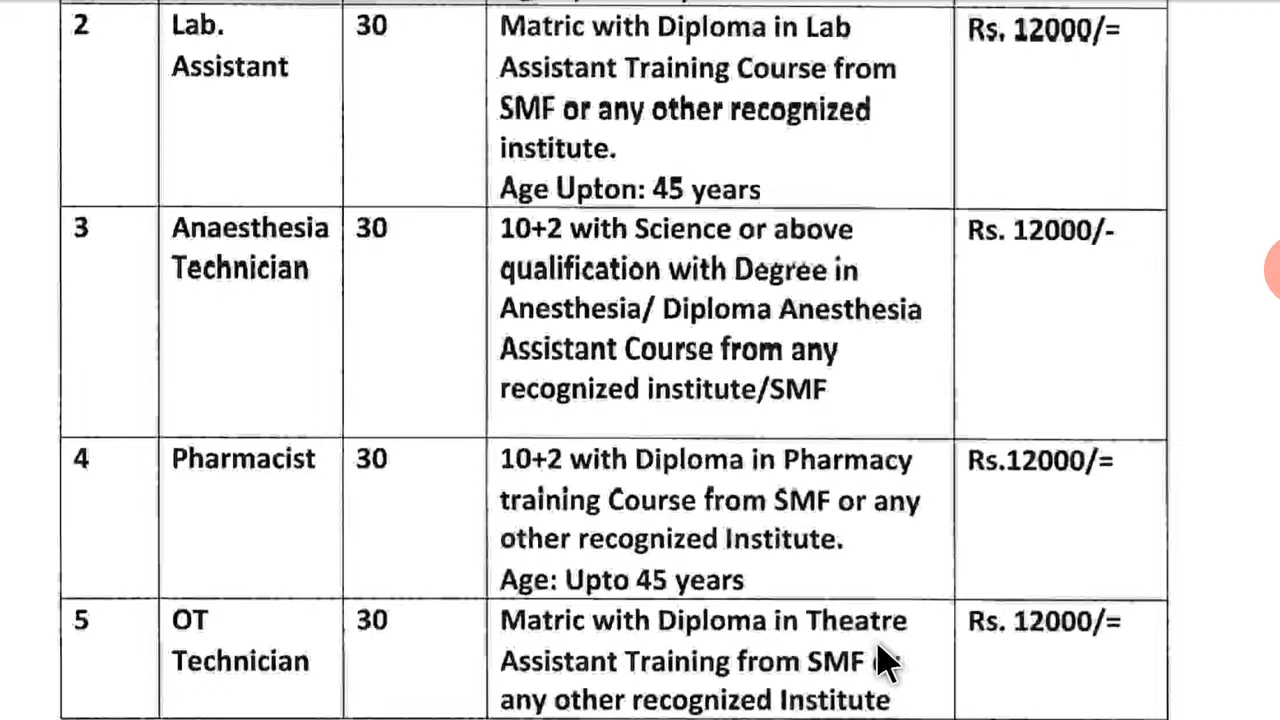 2 Lab. 30 Matric with Diploma in Lab Rs. 12000/=
Assistant Assistant Training Course from
SMF or any other recognized
institute.
Age Upton: 45 years
3 Anaesthesia 30 10+2 with Science or above Rs. 12000/-
Technician qualification with Degree in
Anesthesia/ Diploma Anesthesia
Assistant Course from any
recognized institute/SMF
4 Pharmacist 30 10+2 with Diploma in Pharmacy Rs.12000/=
training Course from SMF or any
other recognized Institute.
Age: Upto 45 years
5 OT 30 Matric with Diploma in Theatre Rs. 12000/=
Technician Assistant Training from SMF
any other recognized Institute